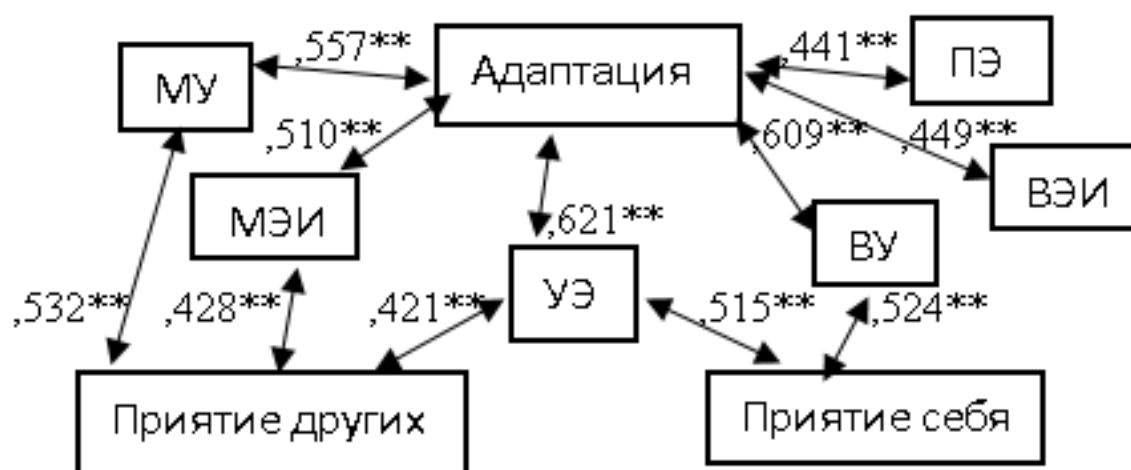 МУ
,557**
Адаптация
,441**
ПЭ
,510**
,609**
,449**
МЭИ
ВЭИ
,621**
УЭ
ВУ
,532**
,428**
,421**
,515**
,524**
Приятие других
Приятие себя